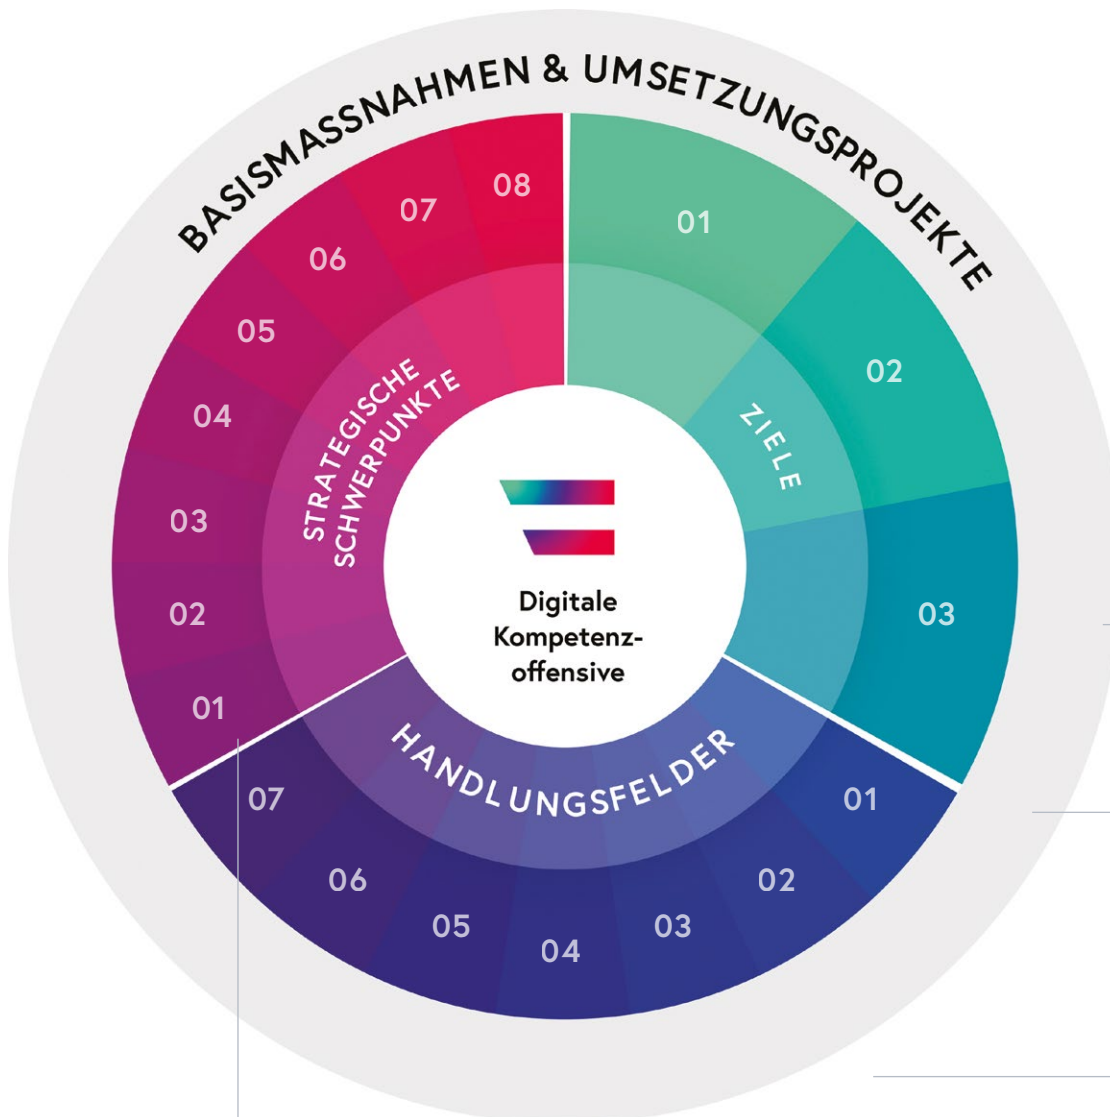 BASISMASSNAHMEN & UMSETZUNGSPROJEKTE
01
02
03
ZIELE
01
02
03
04
05
06
07
HANDLUNGSFELDER
01
02
03
04
05
06
07
08
STRATEGISCHE
SCHWERPUNKTE
Digitale
Kompetenz-
offensive